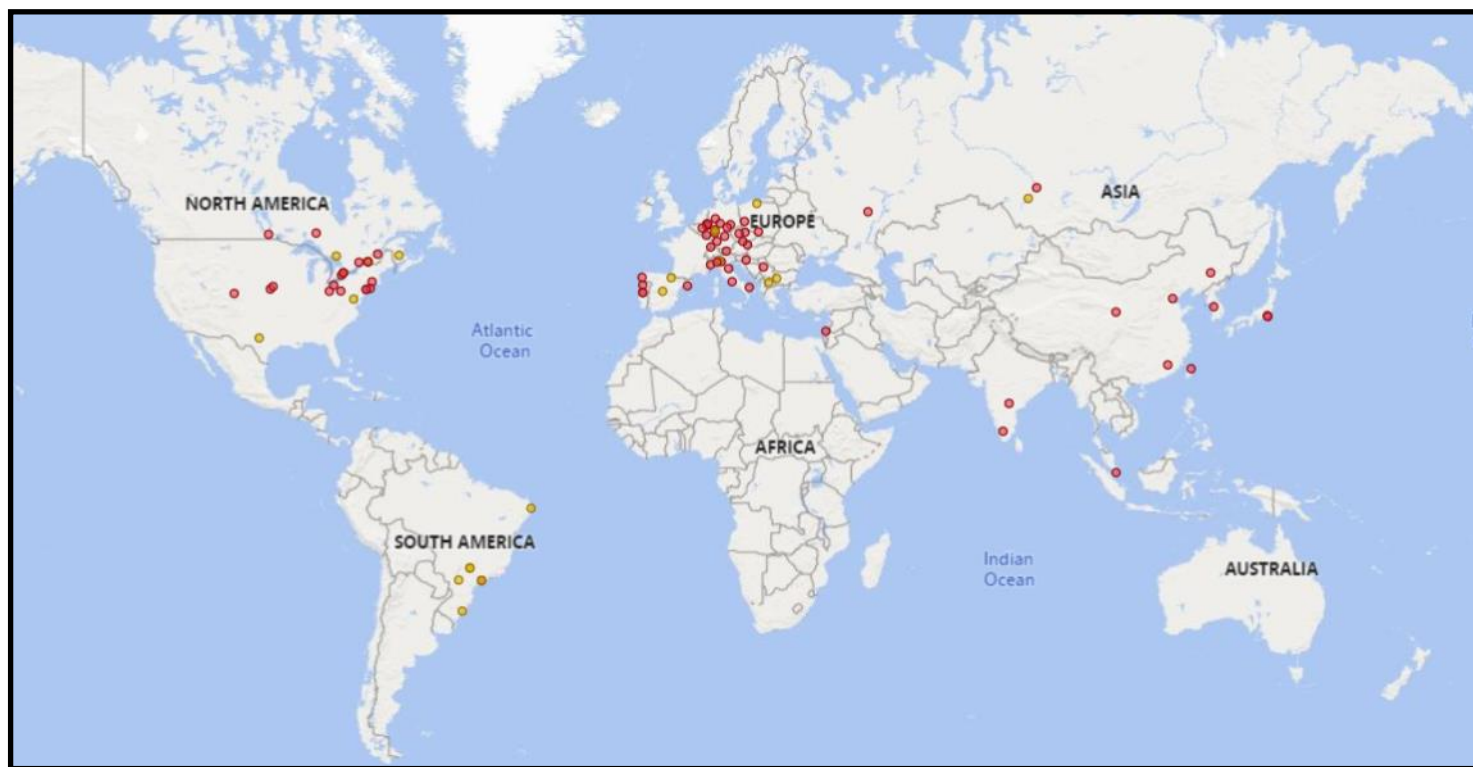 NORTH AMERICA
ASIA
EUROPE
Atlantic
Ocean
AFRICA
SOUTH AMERICA
Indian
Ocean
AUSTRALIA